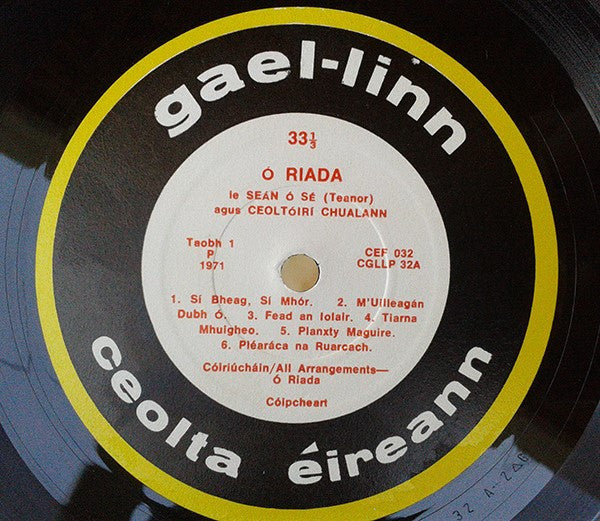 gael-linn
33⅓
Ó RIADA
le SEÁN Ó SÉ (Teanor)
agus CEOLTÓIRÍ CHUALANN
Taobh 1
P
1971
CEF 032
CGLLP 32A
1. Sí Bheag, Sí Mhór. 2. M'Uilleagán
Dubh Ó. 3. Fead an Iolair. 4. Tiarna
Mhuigheo. 5. Planxty Maguire.
6. Pléaráca na Ruarcach.
Cóiriúcháin/All Arrangements—
Ó Riada
Cóipcheart
ceolta éireann